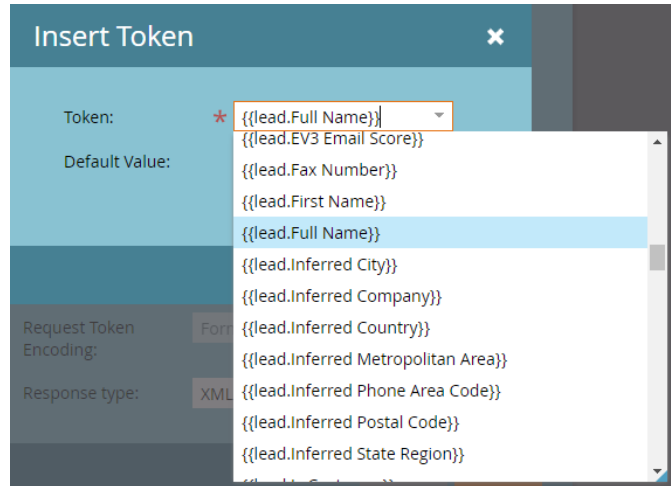 Insert Token
Token: * {{lead.Full Name}}
{{lead.EV3 Email Score}}
Default Value:
{{lead.Fax Number}}
{{lead.First Name}}
{{lead.Full Name}}
{{lead.Inferred City}}
{{lead.Inferred Company}}
{{lead.Inferred Country}}
Request Token
Encoding:
{{lead.Inferred Metropolitan Area}}
Response type: XML
{{lead.Inferred Phone Area Code}}
{{lead.Inferred Postal Code}}
{{lead.Inferred State Region}}